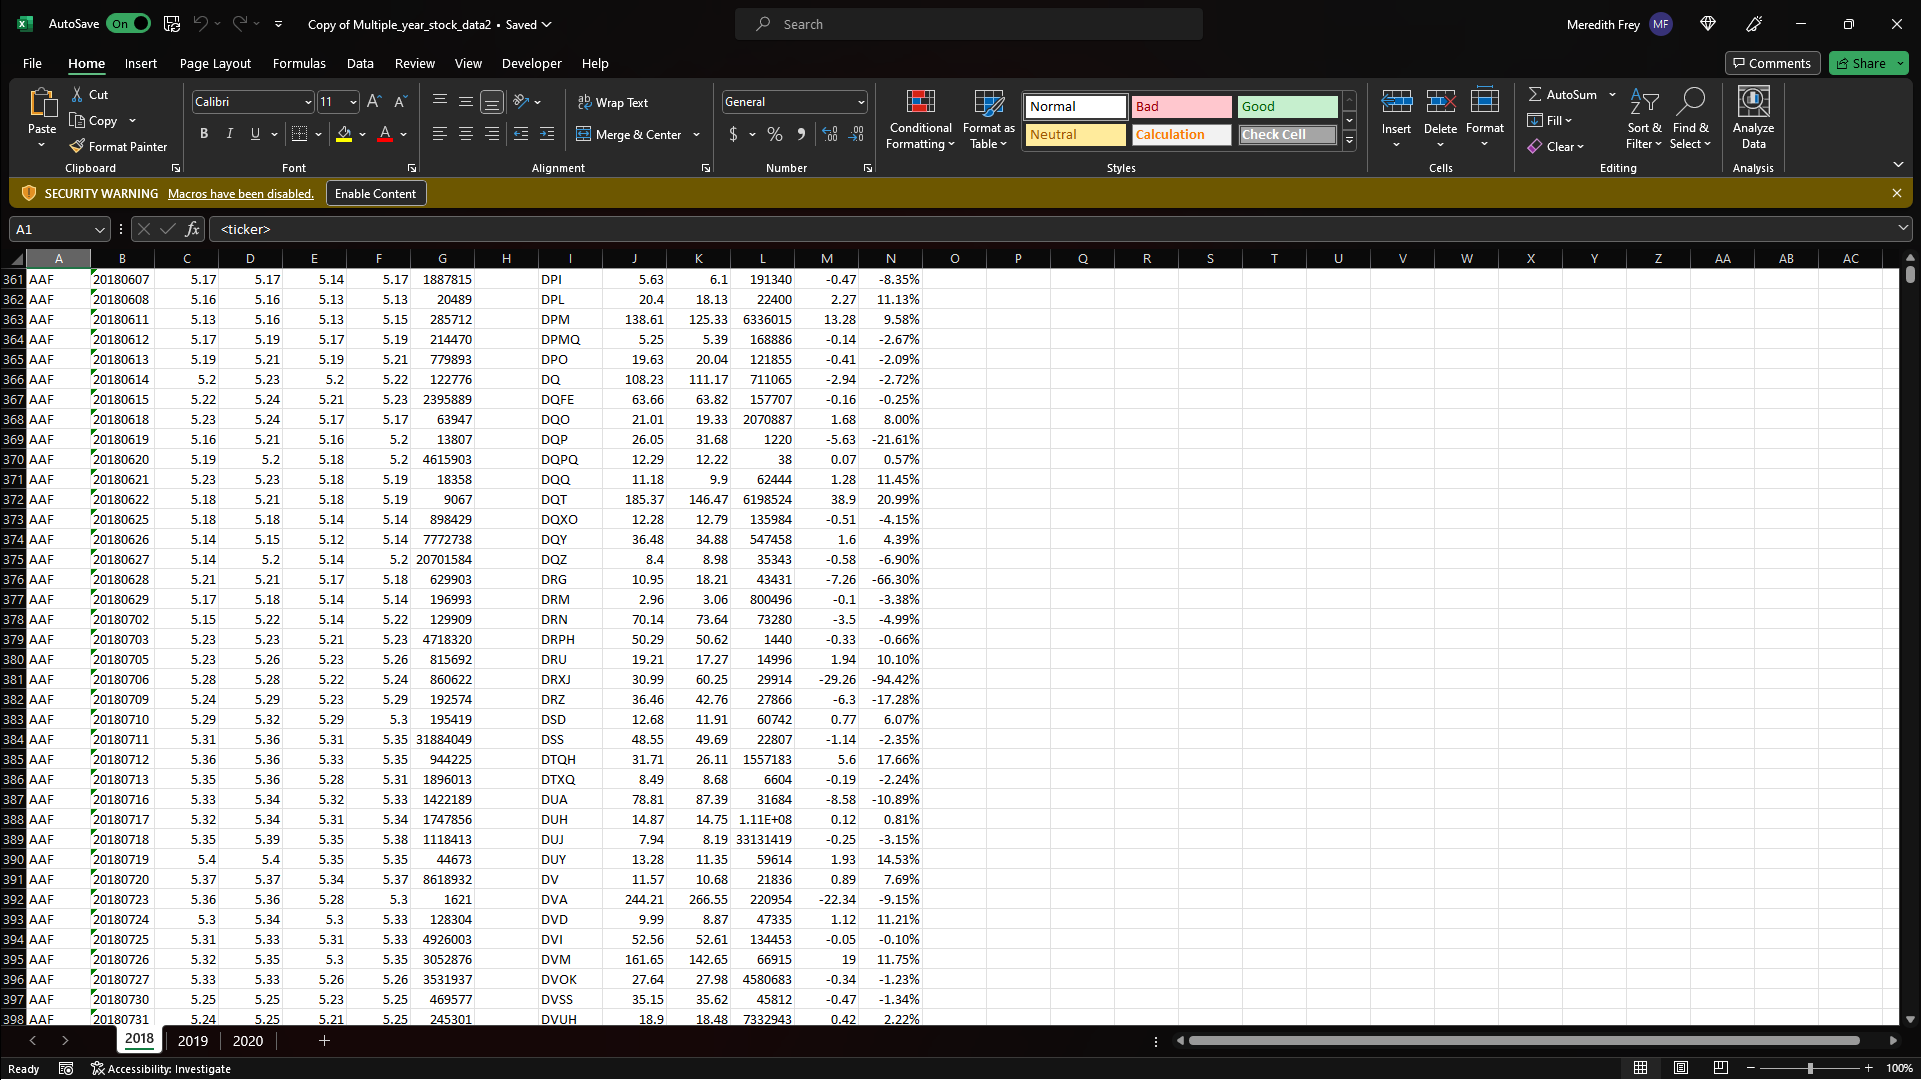 AutoSave On Copy of Multiple_year_stock_data2 • Saved Search Meredith Frey MF
File Home Insert Page Layout Formulas Data Review View Developer Help Comments Share
Paste Cut Copy Format Painter Clipboard
Calibri 11 A A B I U A Font
ab Wrap Text Merge & Center Alignment
General $ % , Number
Conditional Formatting Format as Table Normal Bad Good Neutral Calculation Check Cell Styles
Insert Delete Format Cells
AutoSum Fill Clear Sort & Filter Find & Select Editing
Analyze Data Analysis
SECURITY WARNING Macros have been disabled. Enable Content
A1 fx <ticker>
A B C D E F G H I J K L M N O P Q R S T U V W X Y Z AA AB AC
361 AAF 20180607 5.17 5.17 5.14 5.17 1887815 DPI 5.63 6.1 191340 -0.47 -8.35%
362 AAF 20180608 5.16 5.16 5.13 5.13 20489 DPL 20.4 18.13 22400 2.27 11.13%
363 AAF 20180611 5.13 5.16 5.13 5.15 285712 DPM 138.61 125.33 6336015 13.28 9.58%
364 AAF 20180612 5.17 5.19 5.17 5.19 214470 DPMQ 5.25 5.39 168886 -0.14 -2.67%
365 AAF 20180613 5.19 5.21 5.19 5.21 779893 DPO 19.63 20.04 121855 -0.41 -2.09%
366 AAF 20180614 5.2 5.23 5.2 5.22 122776 DQ 108.23 111.17 711065 -2.94 -2.72%
367 AAF 20180615 5.22 5.24 5.21 5.23 2395889 DQFE 63.66 63.82 157707 -0.16 -0.25%
368 AAF 20180618 5.23 5.24 5.17 5.17 63947 DQO 21.01 19.33 2070887 1.68 8.00%
369 AAF 20180619 5.16 5.21 5.16 5.2 13807 DQP 26.05 31.68 1220 -5.63 -21.61%
370 AAF 20180620 5.19 5.2 5.18 5.2 4615903 DQPQ 12.29 12.22 38 0.07 0.57%
371 AAF 20180621 5.23 5.23 5.18 5.19 18358 DQQ 11.18 9.9 62444 1.28 11.45%
372 AAF 20180622 5.18 5.21 5.18 5.19 9067 DQT 185.37 146.47 6198524 38.9 20.99%
373 AAF 20180625 5.18 5.18 5.14 5.14 898429 DQXO 12.28 12.79 135984 -0.51 -4.15%
374 AAF 20180626 5.14 5.15 5.12 5.14 7772738 DQY 36.48 34.88 547458 1.6 4.39%
375 AAF 20180627 5.14 5.2 5.14 5.2 20701584 DQZ 8.4 8.98 35343 -0.58 -6.90%
376 AAF 20180628 5.21 5.21 5.17 5.18 629903 DRG 10.95 18.21 43431 -7.26 -66.30%
377 AAF 20180629 5.17 5.18 5.14 5.14 196993 DRM 2.96 3.06 800496 -0.1 -3.38%
378 AAF 20180702 5.15 5.22 5.14 5.22 129909 DRN 70.14 73.64 73280 -3.5 -4.99%
379 AAF 20180703 5.23 5.23 5.21 5.23 4718320 DRPH 50.29 50.62 1440 -0.33 -0.66%
380 AAF 20180705 5.23 5.26 5.23 5.26 815692 DRU 19.21 17.27 14996 1.94 10.10%
381 AAF 20180706 5.28 5.28 5.22 5.24 860622 DRXJ 30.99 60.25 29914 -29.26 -94.42%
382 AAF 20180709 5.24 5.29 5.23 5.29 192574 DRZ 36.46 42.76 27866 -6.3 -17.28%
383 AAF 20180710 5.29 5.32 5.29 5.3 195419 DSD 12.68 11.91 60742 0.77 6.07%
384 AAF 20180711 5.31 5.36 5.31 5.35 31884049 DSS 48.55 49.69 22807 -1.14 -2.35%
385 AAF 20180712 5.36 5.36 5.33 5.35 944225 DTQH 31.71 26.11 1557183 5.6 17.66%
386 AAF 20180713 5.35 5.36 5.28 5.31 1896013 DTXQ 8.49 8.68 6604 -0.19 -2.24%
387 AAF 20180716 5.33 5.34 5.32 5.33 1422189 DUA 78.81 87.39 31684 -8.58 -10.89%
388 AAF 20180717 5.32 5.34 5.31 5.34 1747856 DUH 14.87 14.75 1.11E+08 0.12 0.81%
389 AAF 20180718 5.35 5.39 5.35 5.38 1118413 DUJ 7.94 8.19 33131419 -0.25 -3.15%
390 AAF 20180719 5.4 5.4 5.35 5.35 44673 DUY 13.28 11.35 59614 1.93 14.53%
391 AAF 20180720 5.37 5.37 5.34 5.37 8618932 DV 11.57 10.68 21836 0.89 7.69%
392 AAF 20180723 5.36 5.36 5.28 5.3 1621 DVA 244.21 266.55 220954 -22.34 -9.15%
393 AAF 20180724 5.3 5.34 5.3 5.33 128304 DVD 9.99 8.87 47335 1.12 11.21%
394 AAF 20180725 5.31 5.33 5.31 5.33 4926003 DVI 52.56 52.61 134453 -0.05 -0.10%
395 AAF 20180726 5.32 5.35 5.3 5.35 3052876 DVM 161.65 142.65 66915 19 11.75%
396 AAF 20180727 5.33 5.33 5.26 5.26 3531937 DVOK 27.64 27.98 4580683 -0.34 -1.23%
397 AAF 20180730 5.25 5.25 5.23 5.25 469577 DVSS 35.15 35.62 45812 -0.47 -1.34%
398 AAF 20180731 5.24 5.25 5.21 5.25 245301 DVUH 18.9 18.48 7332943 0.42 2.22%
2018 2019 2020 +
Ready Accessibility: Investigate 100%